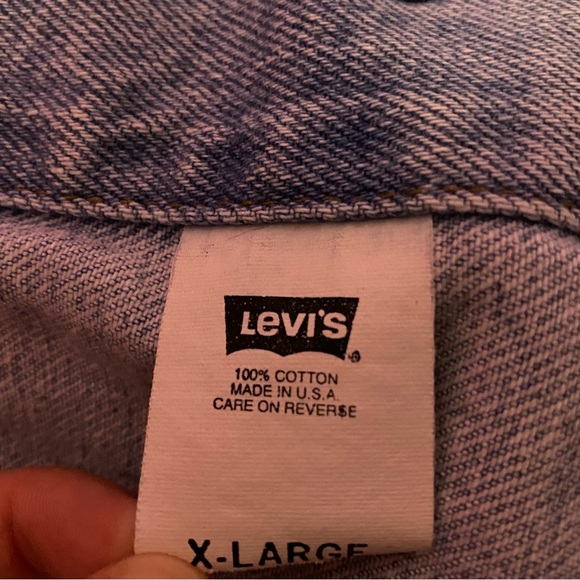 Levi's
®
100% COTTON
MADE IN U.S.A.
CARE ON REVERSE
X-LARGE